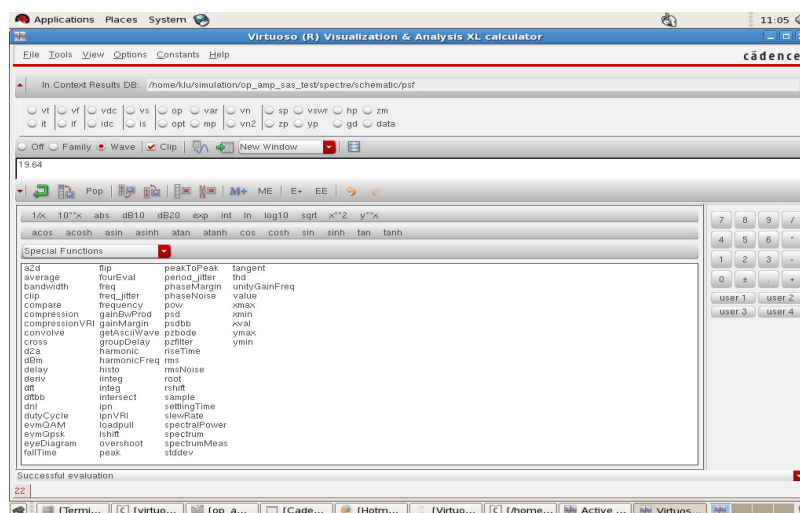 Applications Places System 11:05
Virtuoso (R) Visualization & Analysis XL calculator
File Tools View Options Constants Help cādence
In Context Results DB: /home/klu/simulation/op_amp_sas_test/spectre/schematic/psf
vt vf vdc vs op var vn sp vswr hp zm
it if idc is opt mp vn2 zp yp gd data
Off Family Wave Clip New Window
19.64
Pop M+ ME E+ EE
1/x 10**x abs dB10 dB20 exp int ln log10 sqrt x**2 y**x
acos acosh asin asinh atan atanh cos cosh sin sinh tan tanh
7 8 9 /
Special Functions
4 5 6 *
1 2 3 -
0 ± . +
user 1 user 2
user 3 user 4
a2d flip peakToPeak tangent
average fourEval period_jitter thd
bandwidth freq phaseMargin unityGainFreq
clip freq_jitter phaseNoise value
compare frequency pow xmax
compression gainBwProd psd xmin
compressionVRI gainMargin psdbb xval
convolve getAsciiWave pzbode ymax
cross groupDelay pzfilter ymin
d2a harmonic riseTime
dBm harmonicFreq rms
delay histo rmsNoise
deriv iinteg root
dft integ rshift
dftbb intersect sample
dnl ipn settlingTime
dutyCycle ipnVRI slewRate
evmQAM loadpull spectralPower
evmQpsk lshift spectrum
eyeDiagram overshoot spectrumMeas
fallTime peak stddev
Successful evaluation
22
[Termi... [virtuo... [op_a... [Cade... [Hotm... [Virtuo... [/home... Active ... Virtuos...